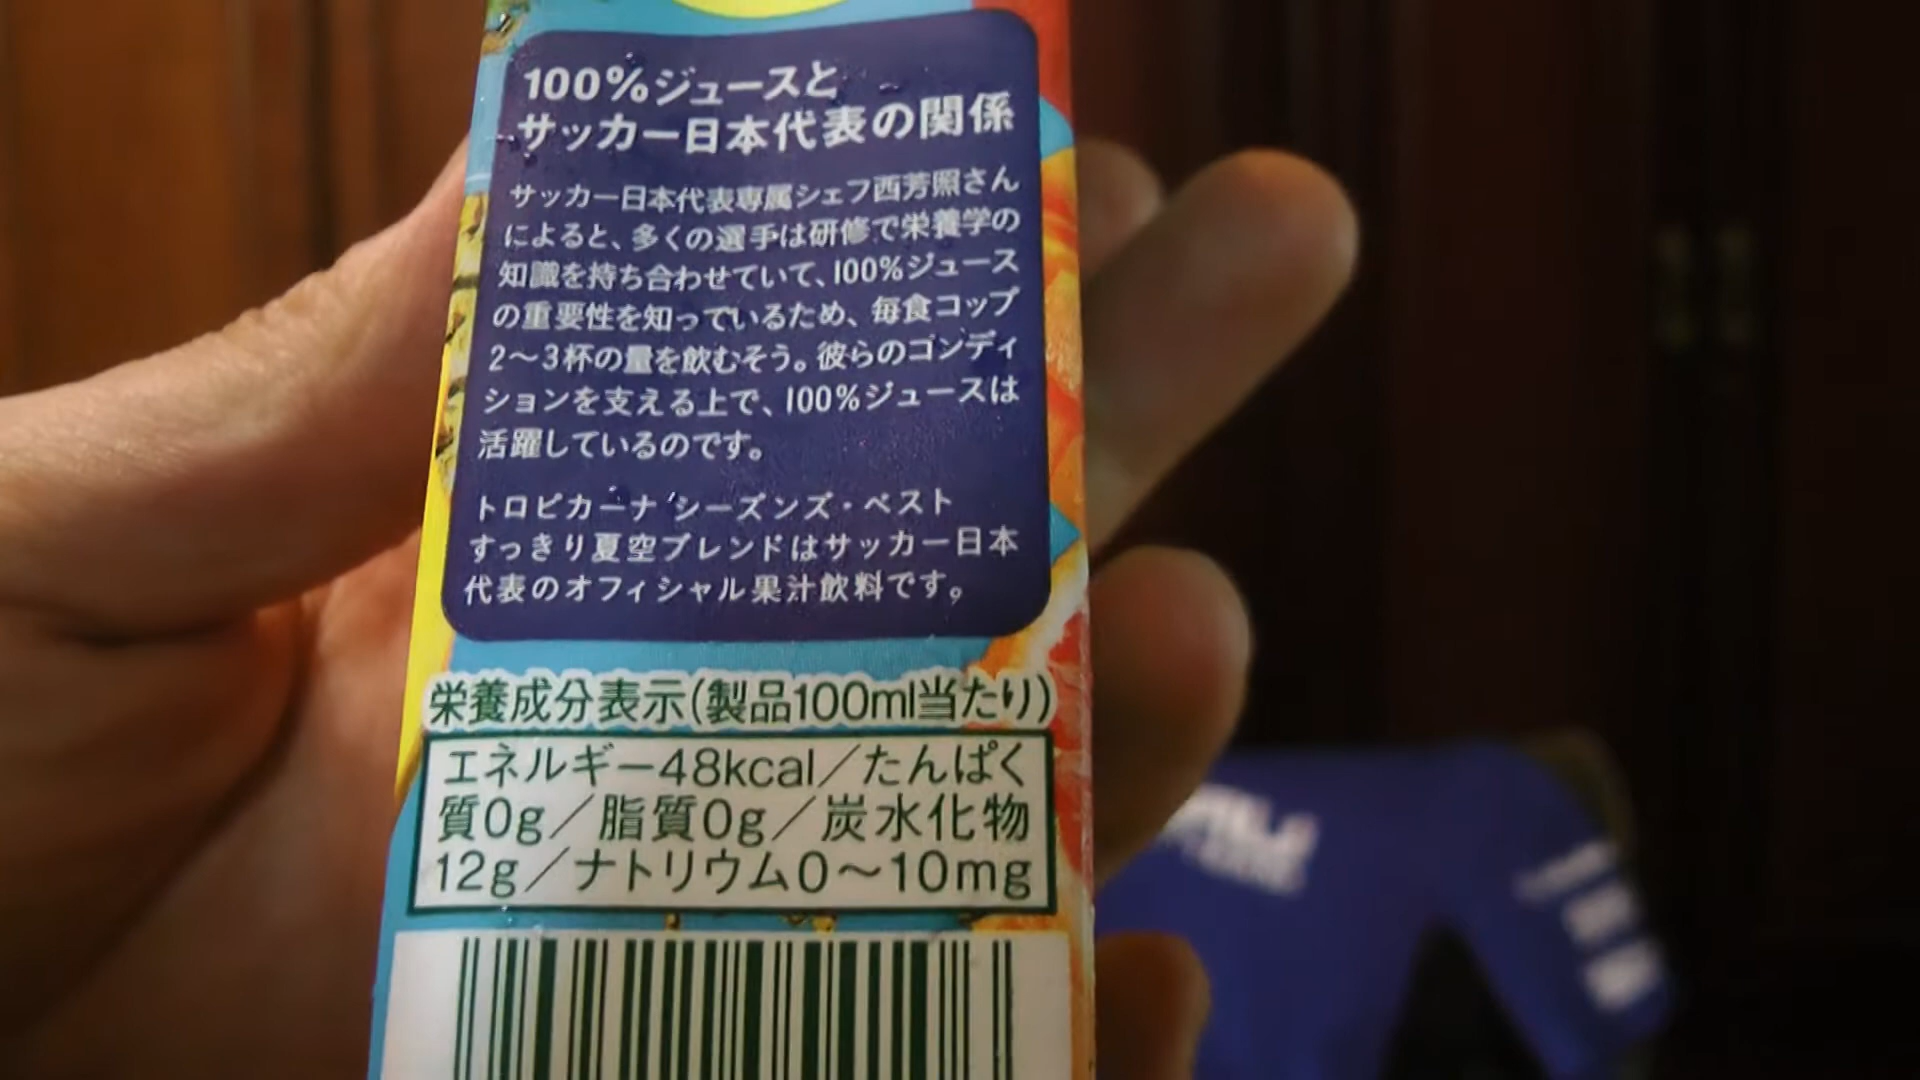 100%ジュースと
サッカー日本代表の関係
サッカー日本代表専属シェフ西芳照さん
によると、多くの選手は研修で栄養学の
知識を持ち合わせていて、100%ジュース
の重要性を知っているため、毎食コップ
2〜3杯の量を飲むそう。彼らのコンディ
ションを支える上で、100%ジュースは
活躍しているのです。
トロピカーナ シーズンズ・ベスト
すっきり夏空ブレンドはサッカー日本
代表のオフィシャル果汁飲料です。
栄養成分表示(製品100ml当たり)
エネルギー48kcal/たんぱく
質0g/脂質0g/炭水化物
12g/ナトリウム0〜10mg